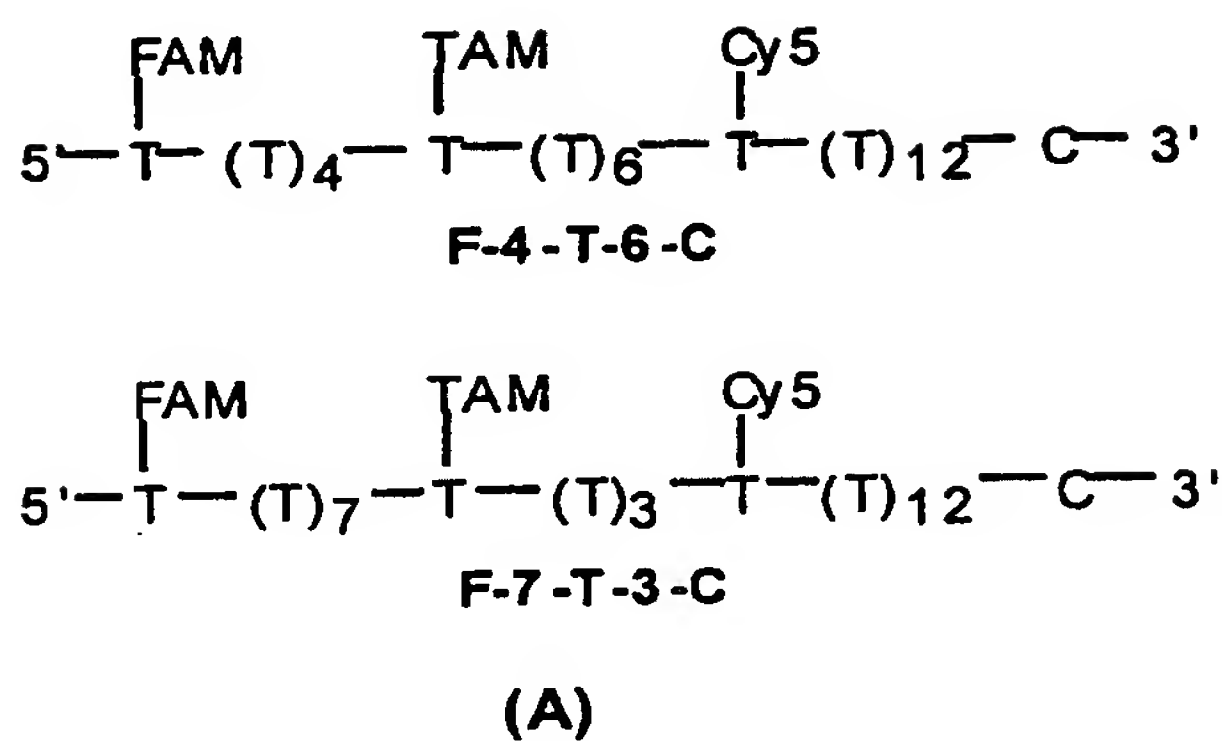 FAM TAM Cy5
5'—T—(T)4—T—(T)6—T—(T)12—C—3'
F-4-T-6-C
FAM TAM Cy5
5'—T—(T)7—T—(T)3—T—(T)12—C—3'
F-7-T-3-C
(A)